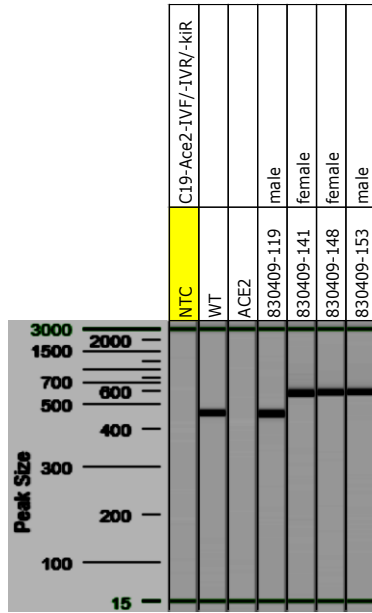 C19-Ace2-IVF/-IVR/-kiR
male
female
female
male
NTC
WT
ACE2
830409-119
830409-141
830409-148
830409-153
3000
2000
1500
700
600
500
400
300
200
100
15
Peak Size